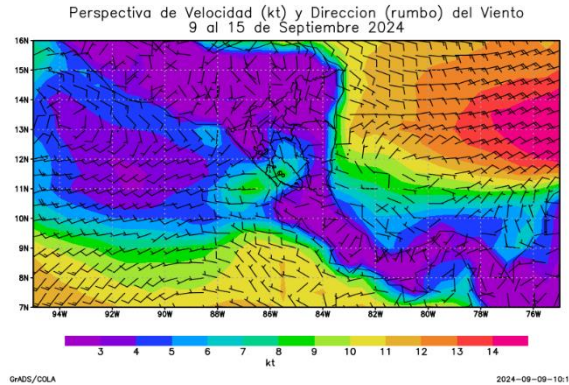 Perspectiva de Velocidad (kt) y Direccion (rumbo) del Viento
9 al 15 de Septiembre 2024
16N
15N
14N
13N
12N
11N
10N
9N
8N
7N
94W 92W 90W 88W 86W 84W 82W 80W 78W 76W
3 4 5 6 7 8 9 10 11 12 13 14
kt
GrADS/COLA 2024-09-09-10:1